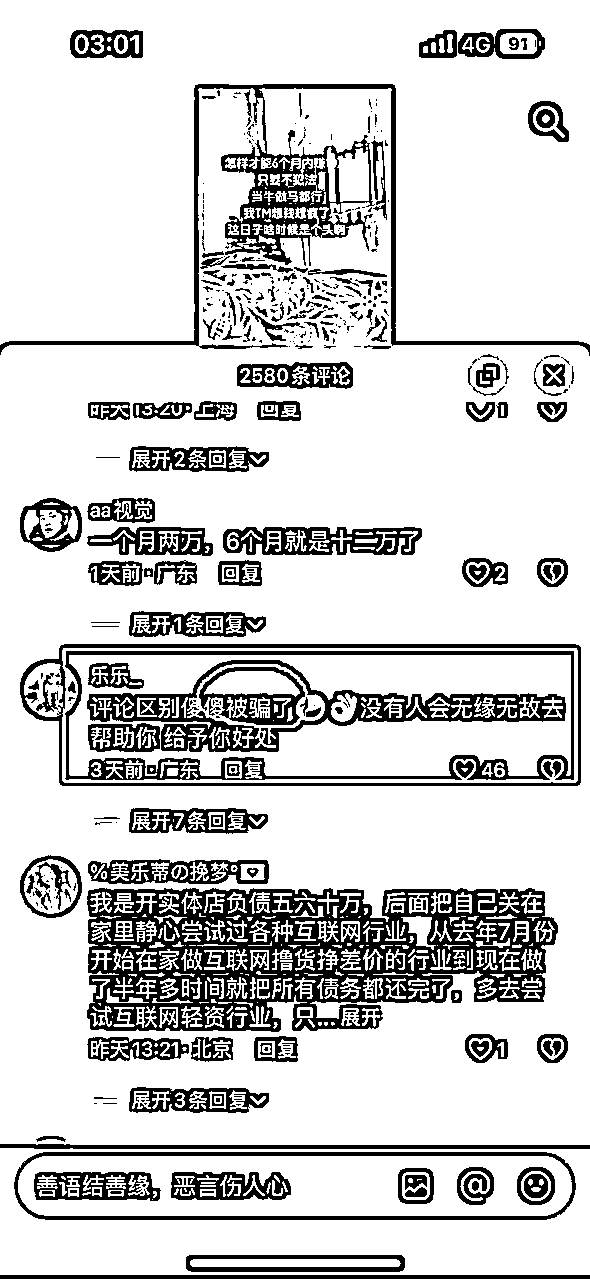 03:01
4G 91
怎样才能6个月内赚
只要不犯法
当牛做马都行
我TM想钱想疯了
这日子啥时候是个头啊
2580条评论
昨天13:20·上海 回复 1
展开2条回复
aa视觉
一个月两万，6个月就是十二万了
1天前·广东 回复 2
展开1条回复
乐乐_
评论区别傻傻被骗了👌没有人会无缘无故去
帮助你 给予你好处
3天前·广东 回复 46
展开7条回复
%美乐蒂の挽梦°
我是开实体店负债五六十万，后面把自己关在
家里静心尝试过各种互联网行业，从去年7月份
开始在家做互联网撸货挣差价的行业到现在做
了半年多时间就把所有债务都还完了，多去尝
试互联网轻资行业，只... 展开
昨天13:21·北京 回复 1
展开3条回复
善语结善缘，恶言伤人心